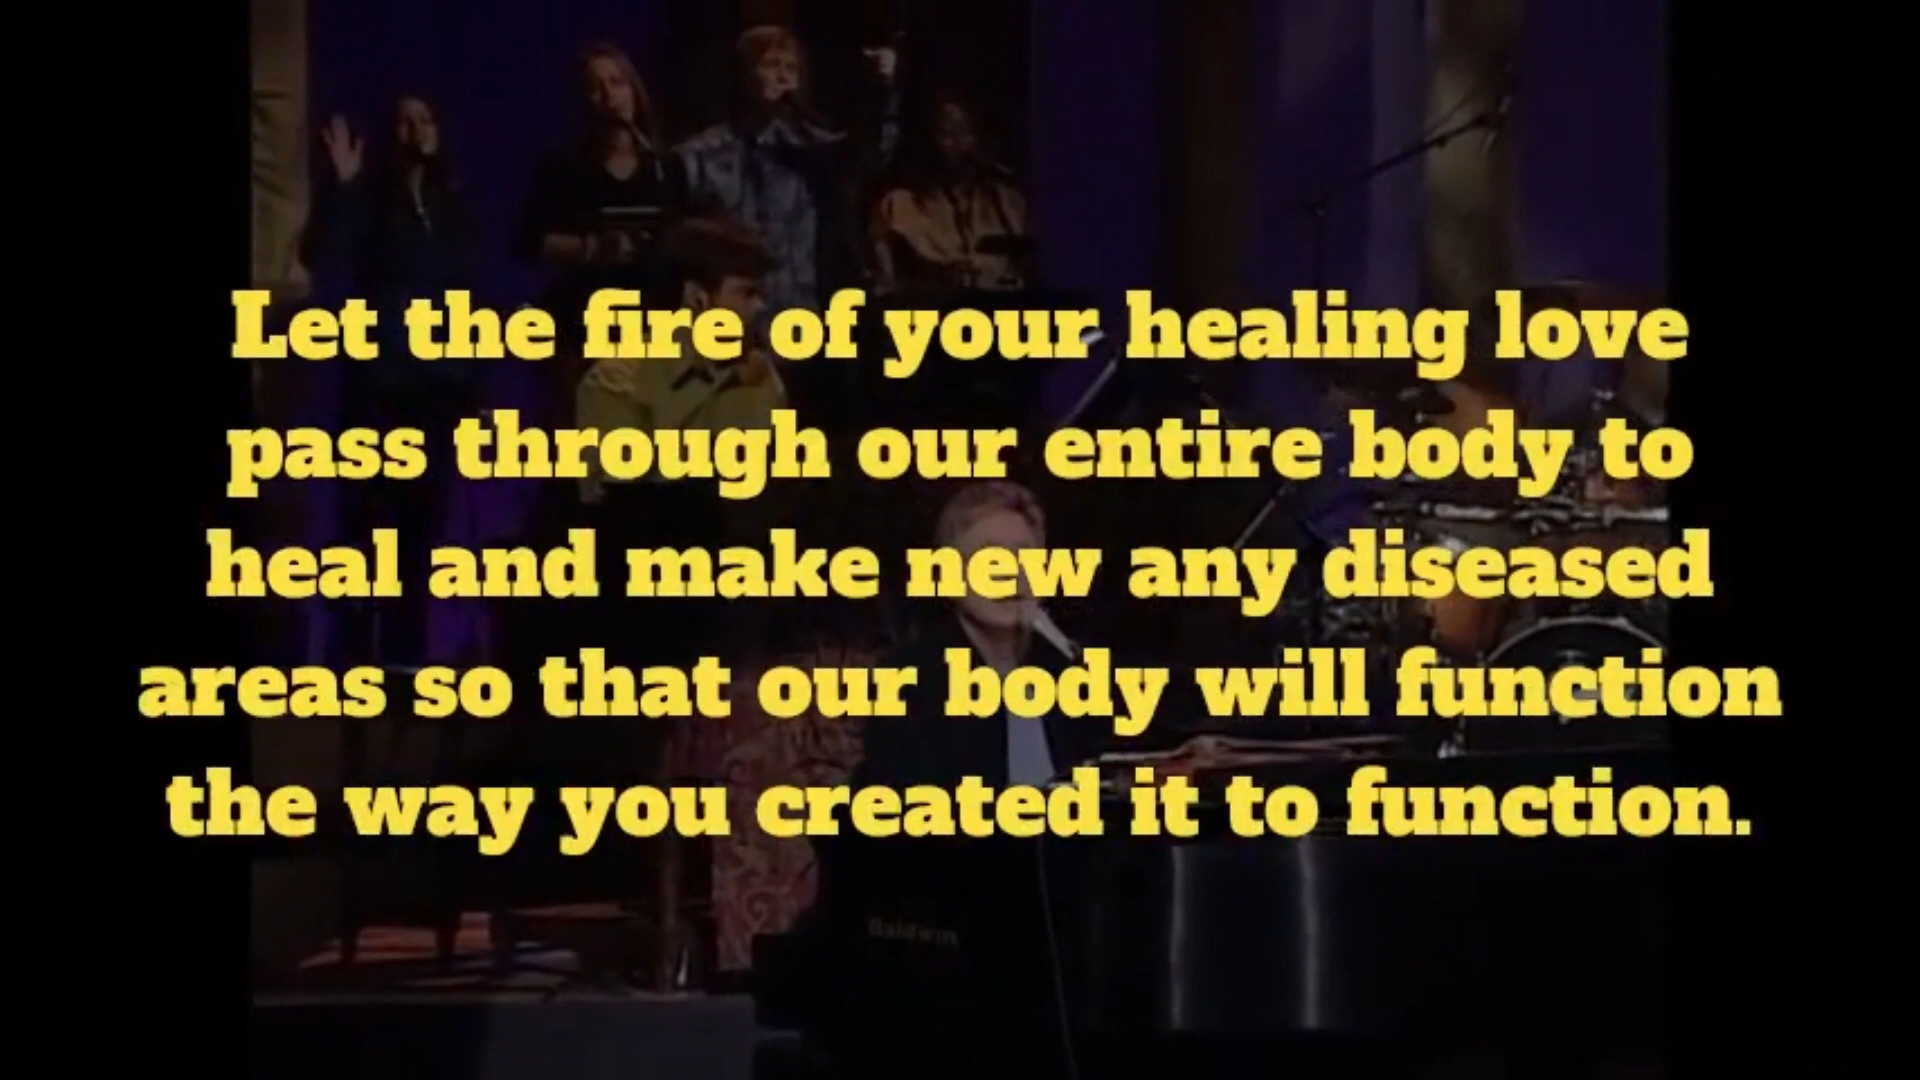 Let the fire of your healing love
pass through our entire body to
heal and make new any diseased
areas so that our body will function
the way you created it to function.
Baldwin